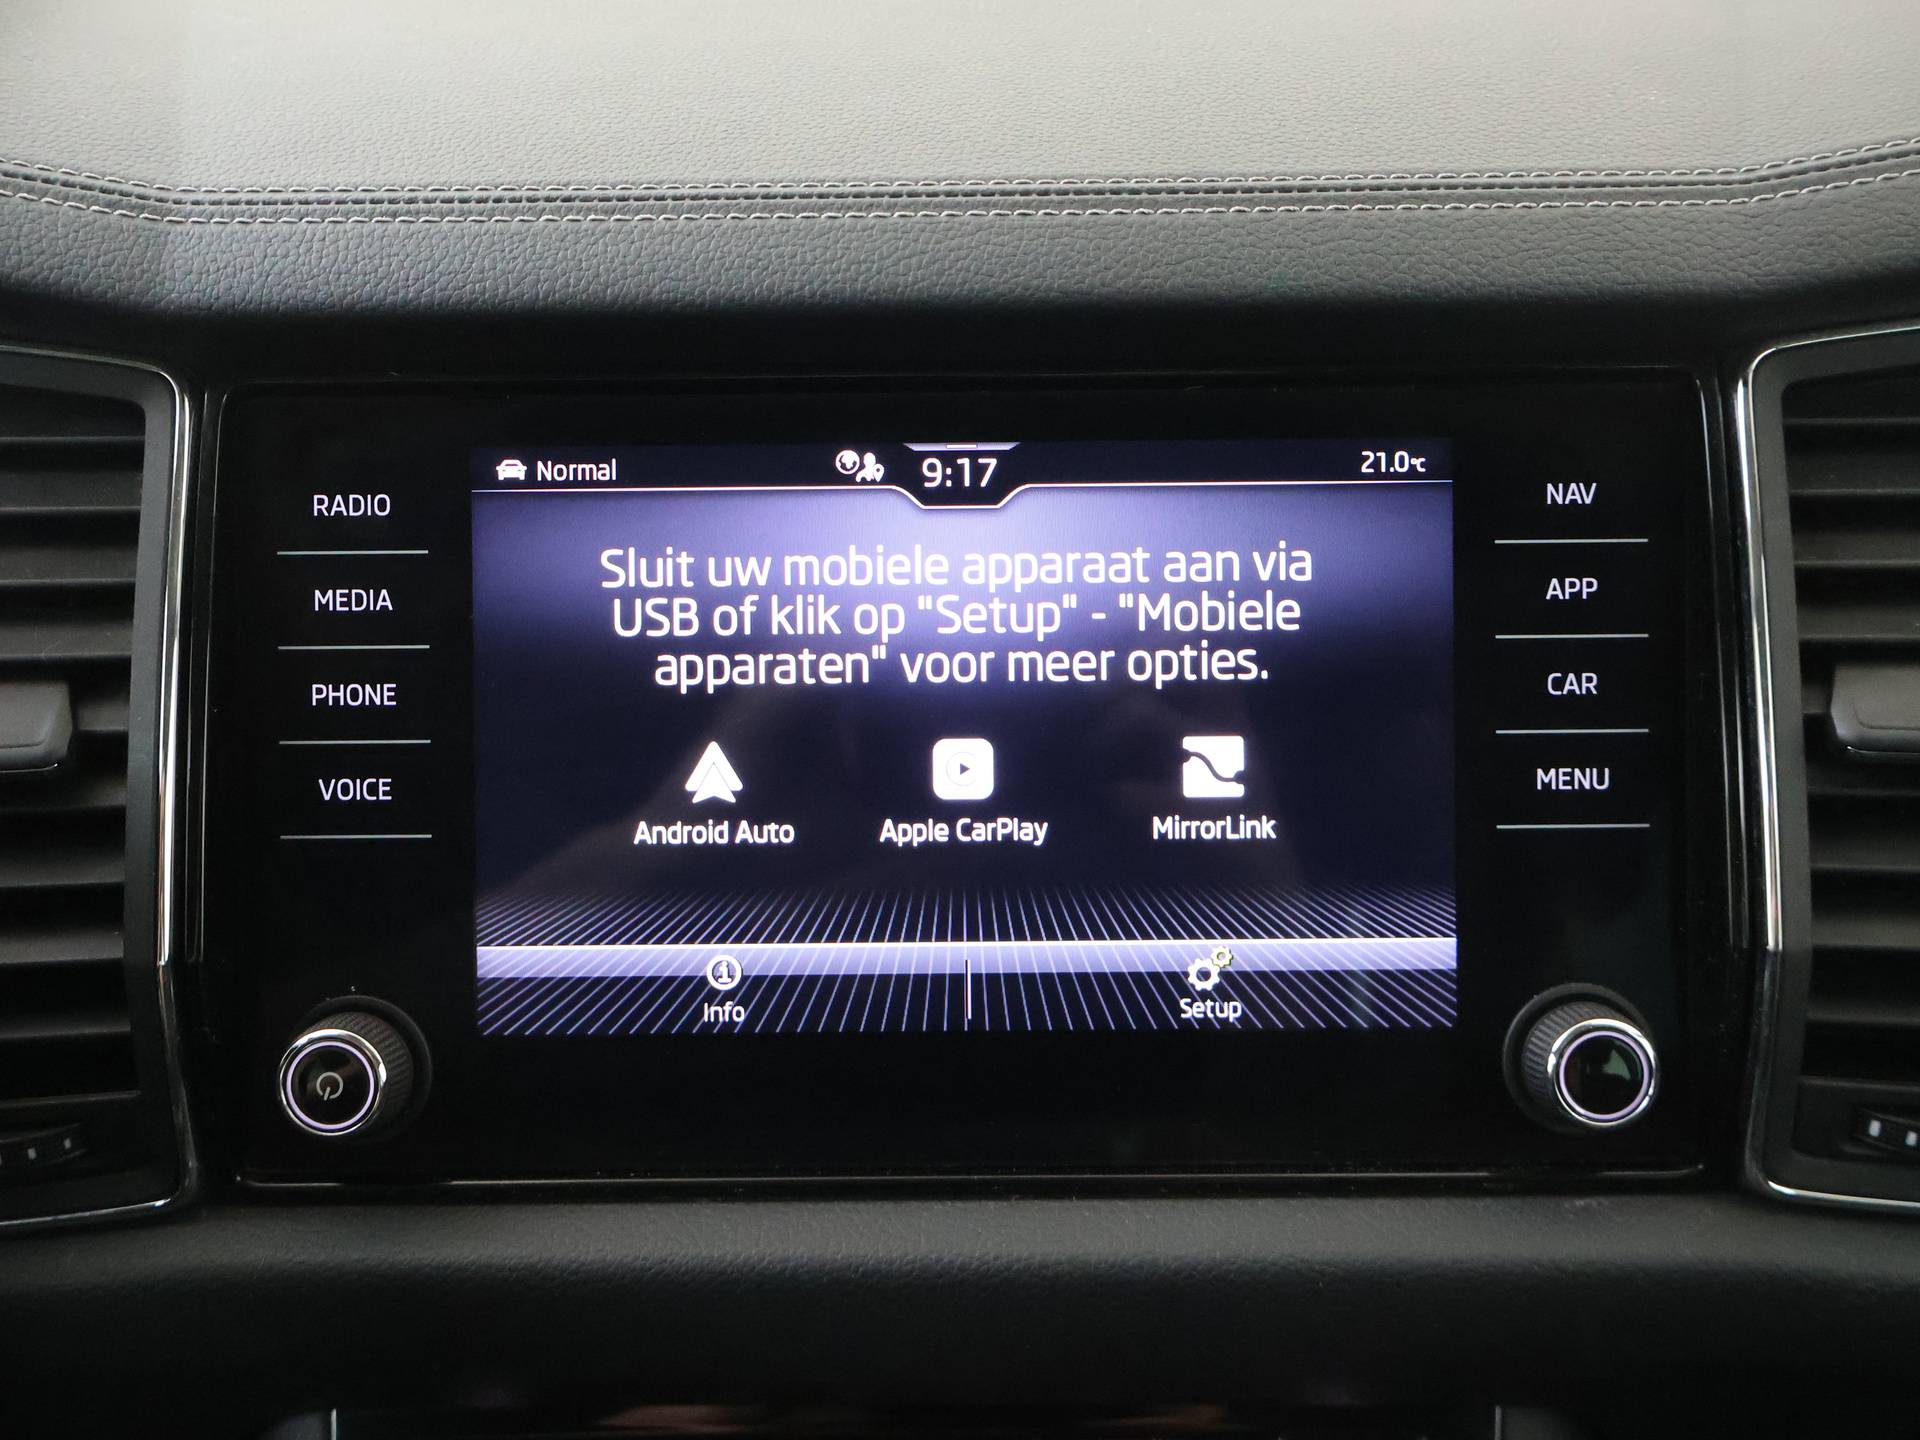 Normal
9:17
21.0°C
RADIO
MEDIA
PHONE
VOICE
Sluit uw mobiele apparaat aan via
USB of klik op "Setup" - "Mobiele
apparaten" voor meer opties.
Android Auto
Apple CarPlay
MirrorLink
Info
Setup
NAV
APP
CAR
MENU